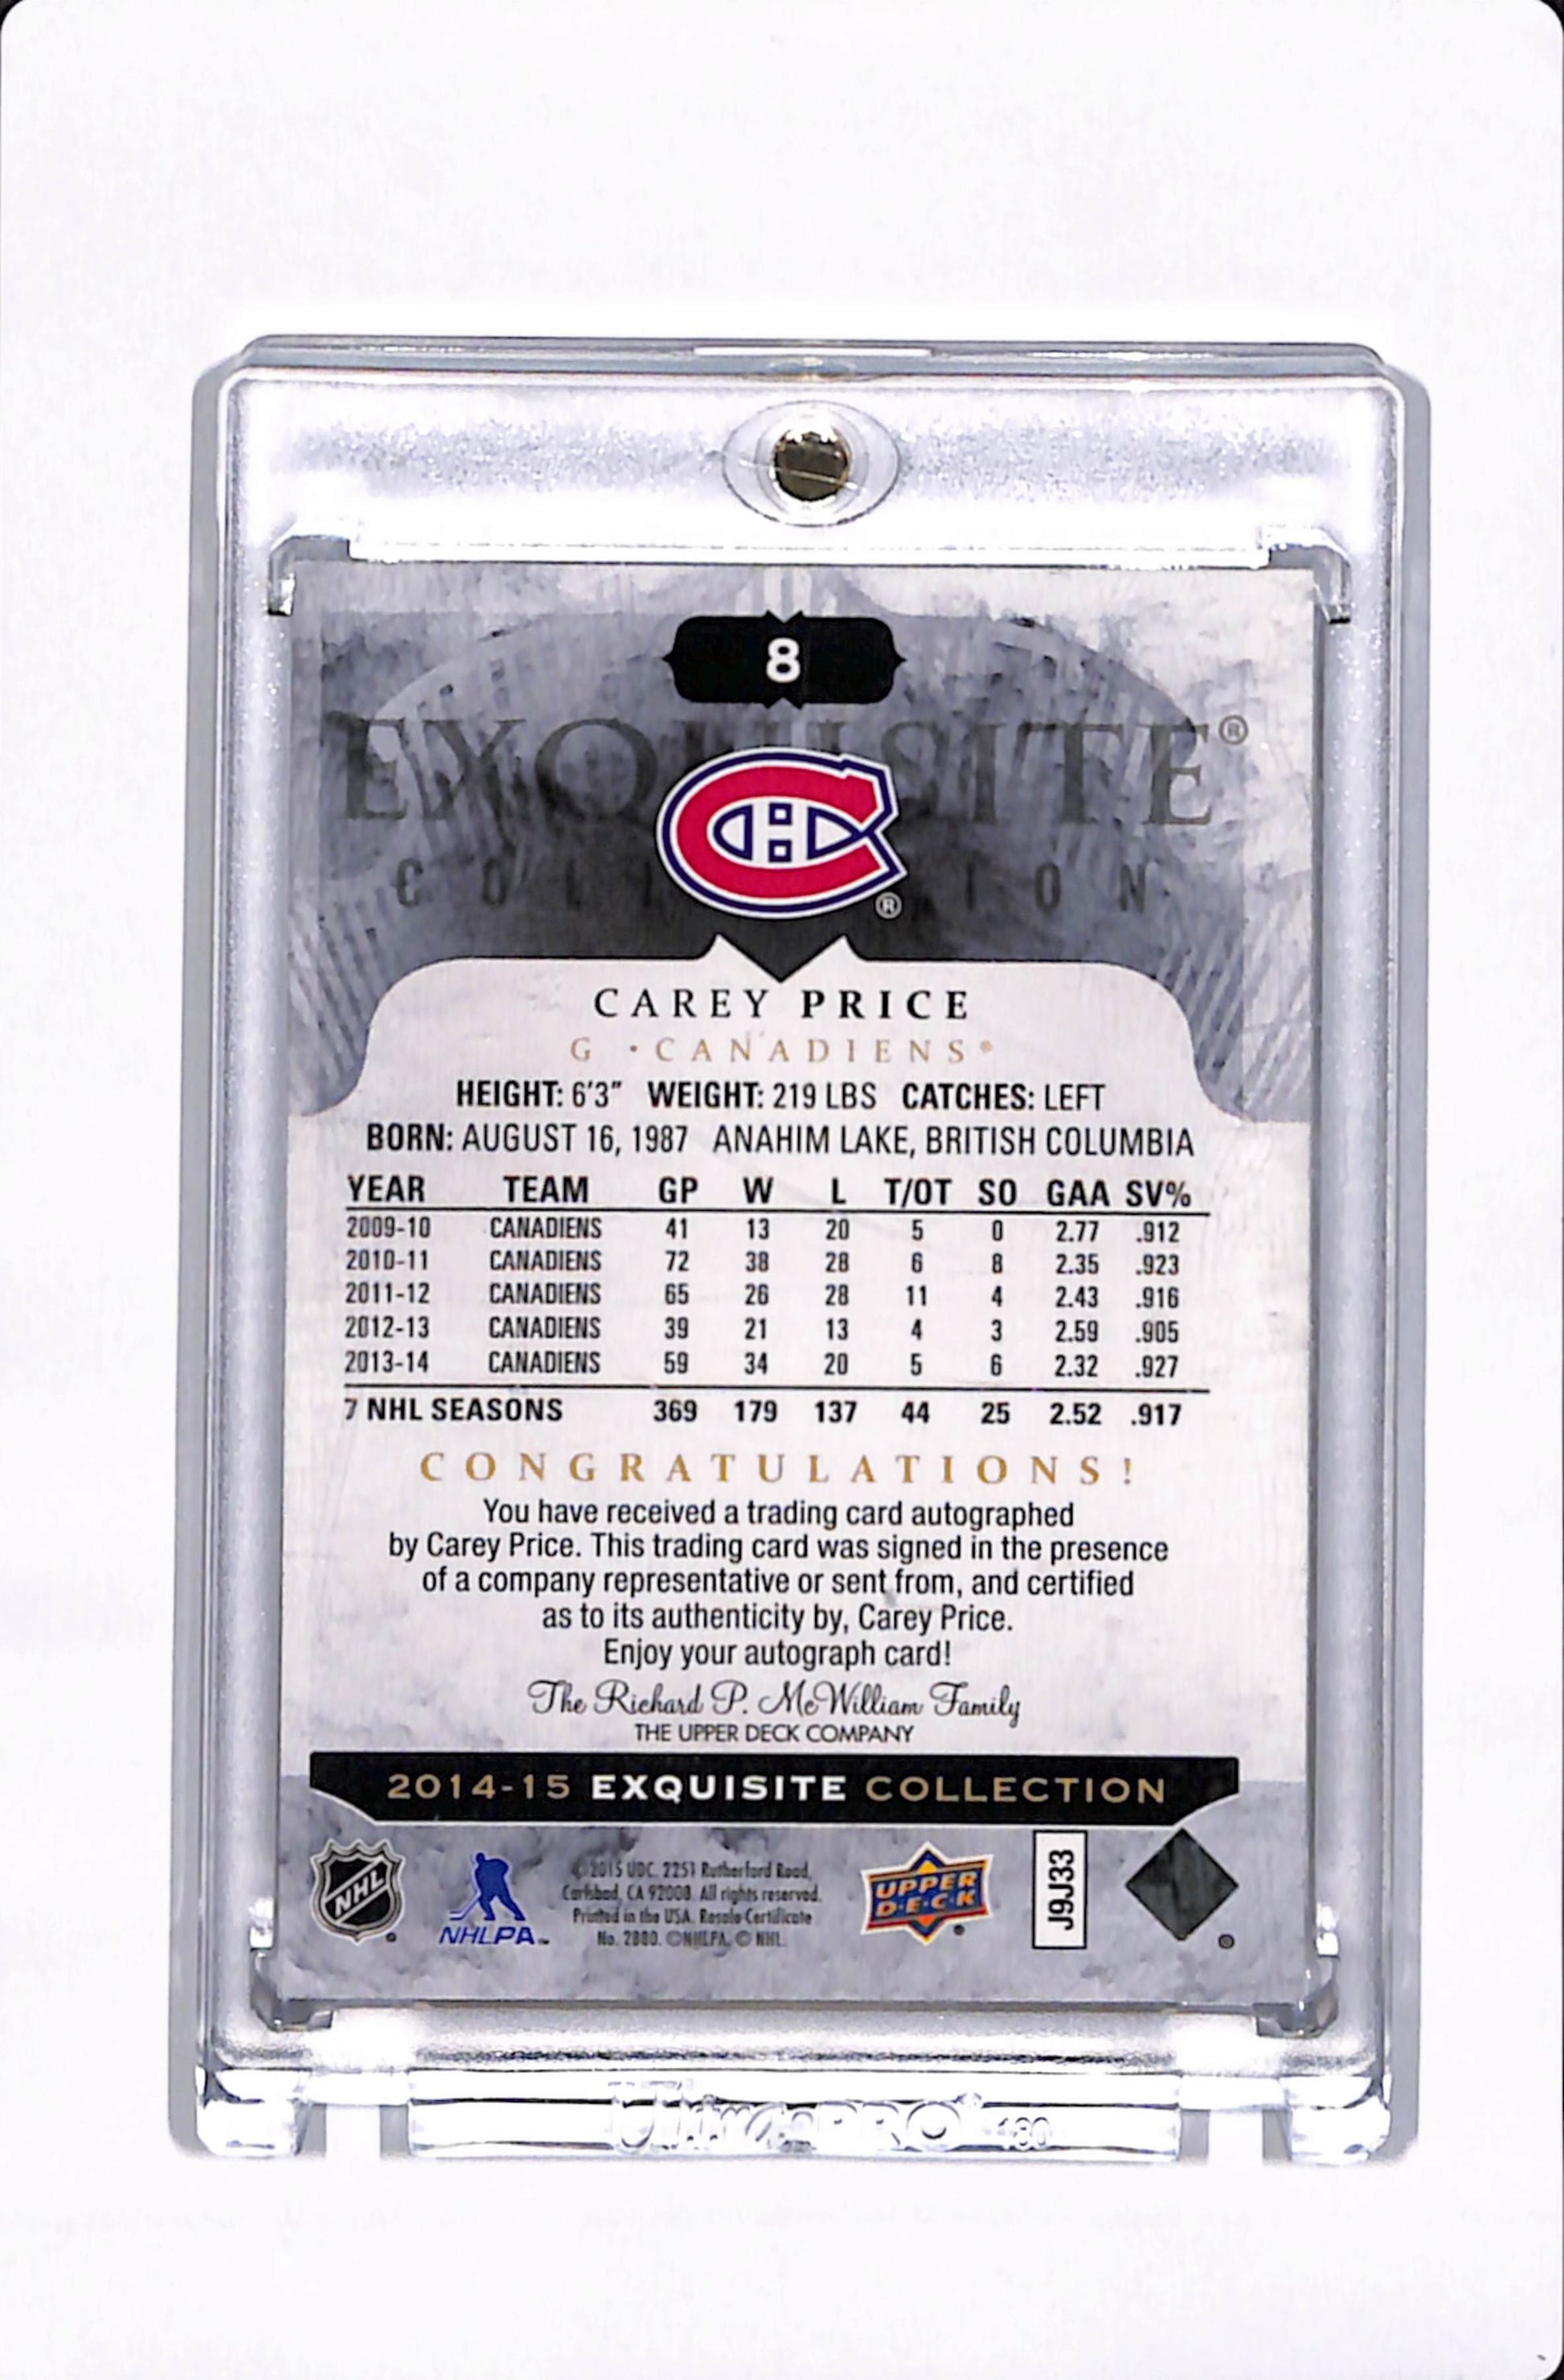 8
EXQUISITE®
COLL TION
®
CAREY PRICE
G • CANADIENS®
HEIGHT: 6'3" WEIGHT: 219 LBS CATCHES: LEFT
BORN: AUGUST 16, 1987 ANAHIM LAKE, BRITISH COLUMBIA
YEAR TEAM GP W L T/OT SO GAA SV%
2009-10 CANADIENS 41 13 20 5 0 2.77 .912
2010-11 CANADIENS 72 38 28 6 8 2.35 .923
2011-12 CANADIENS 65 26 28 11 4 2.43 .916
2012-13 CANADIENS 39 21 13 4 3 2.59 .905
2013-14 CANADIENS 59 34 20 5 6 2.32 .927
7 NHL SEASONS 369 179 137 44 25 2.52 .917
CONGRATULATIONS!
You have received a trading card autographed
by Carey Price. This trading card was signed in the presence
of a company representative or sent from, and certified
as to its authenticity by, Carey Price.
Enjoy your autograph card!
The Richard P. McWilliam Family
THE UPPER DECK COMPANY
2014-15 EXQUISITE COLLECTION
NHL
NHLPA
© 2015 UDC. 2251 Rutherford Road,
Carlsbad, CA 92008. All rights reserved.
Printed in the USA. Resale Certificate
No. 2880. ©NHLPA. © NHL.
UPPER
D·E·C·K
J9J33
Ultra·PRO® 180